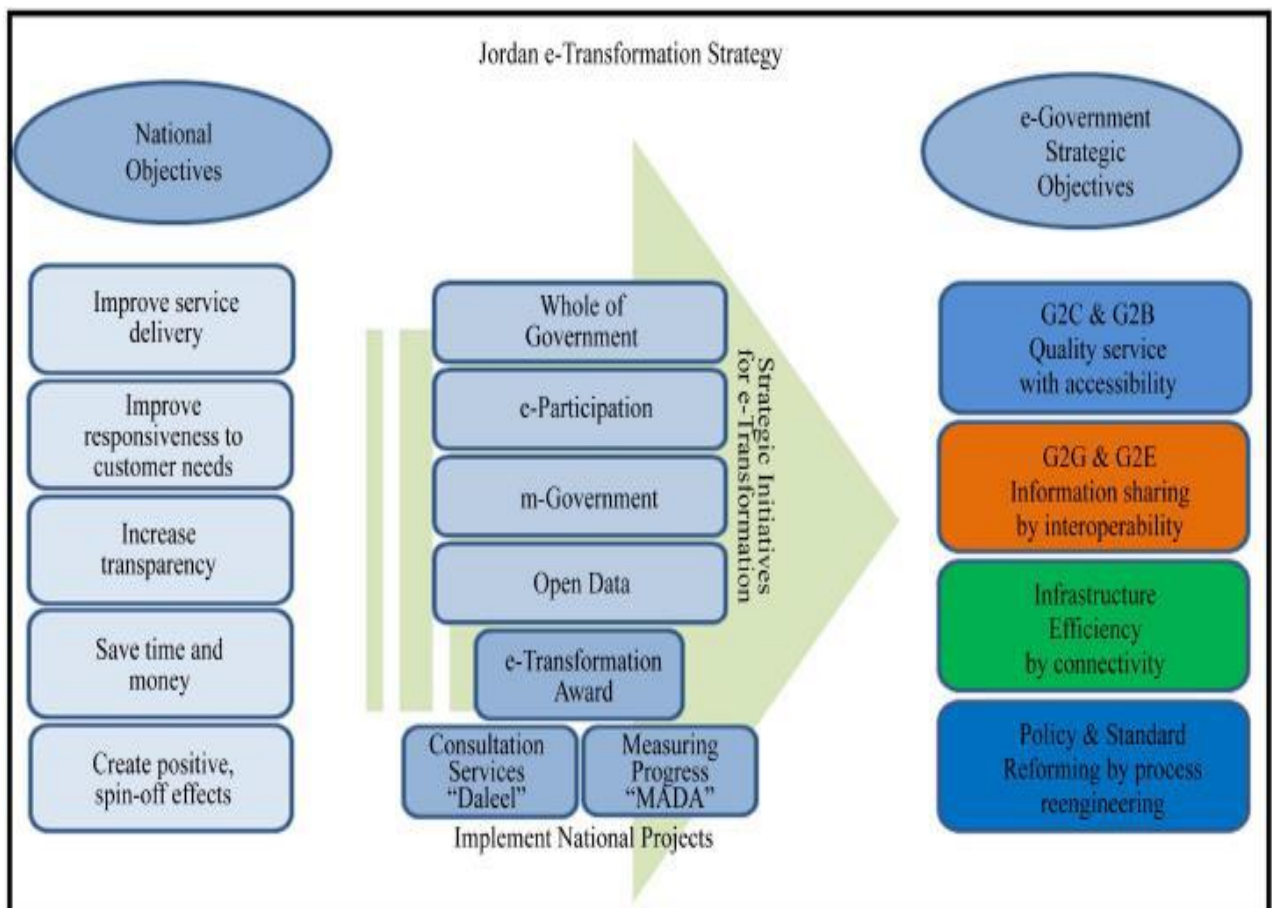 Jordan e-Transformation Strategy
National
Objectives
Improve service
delivery
Improve
responsiveness to
customer needs
Increase
transparency
Save time and
money
Create positive,
spin-off effects
Whole of
Government
e-Participation
m-Government
Open Data
e-Transformation
Award
Consultation
Services
"Daleel"
Measuring
Progress
"MADA"
Implement National Projects
Strategic Initiatives
for e-Transformation
e-Government
Strategic
Objectives
G2C & G2B
Quality service
with accessibility
G2G & G2E
Information sharing
by interoperability
Infrastructure
Efficiency
by connectivity
Policy & Standard
Reforming by process
reengineering